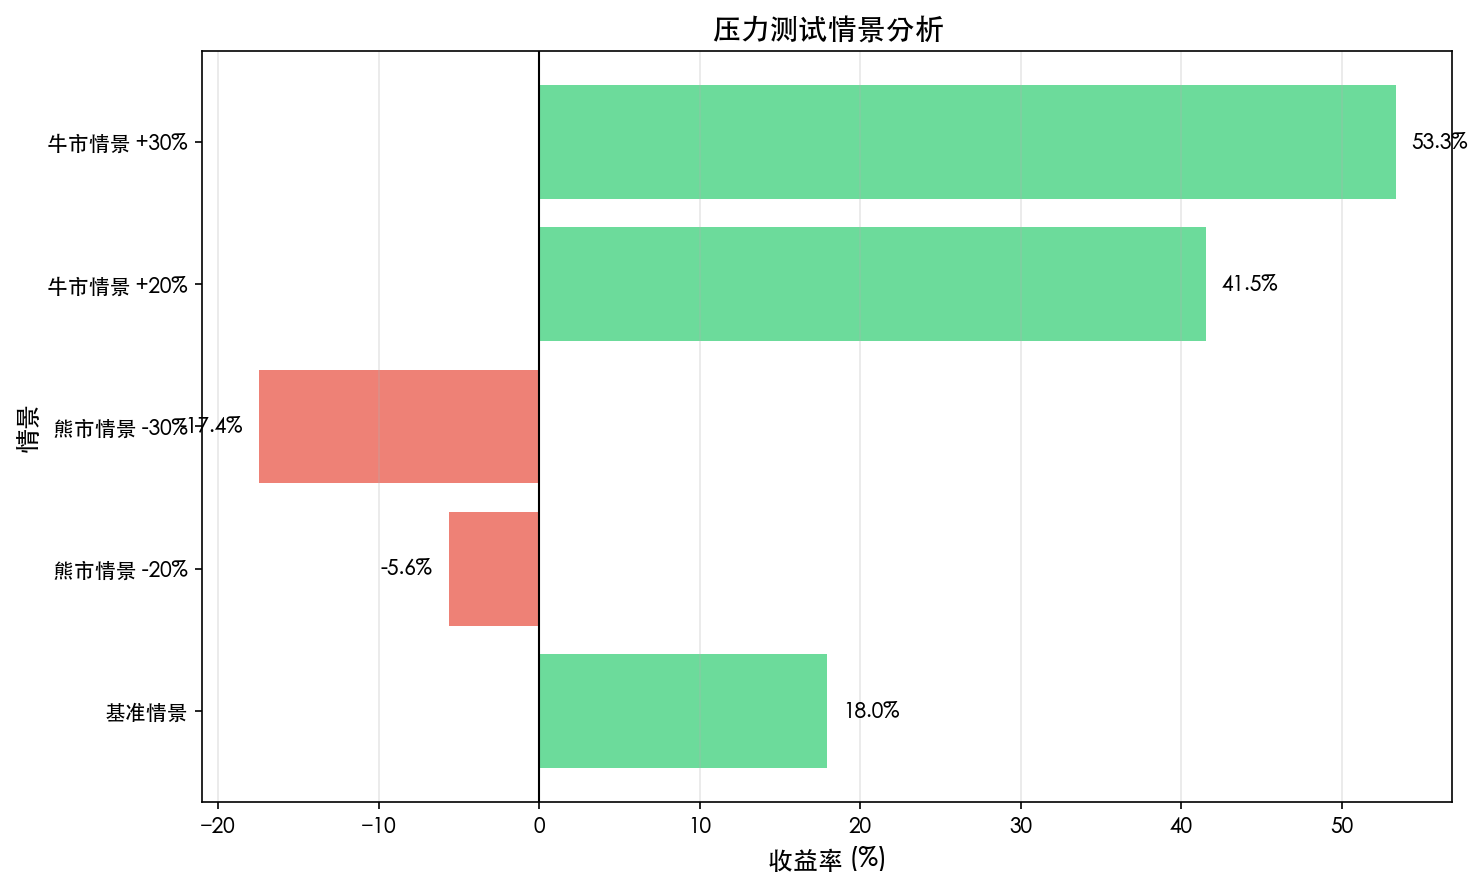 压力测试情景分析
牛市情景 +30%
53.3%
牛市情景 +20%
41.5%
熊市情景 -30%
-17.4%
熊市情景 -20%
-5.6%
基准情景
18.0%
情景
−20 −10 0 10 20 30 40 50
收益率 (%)